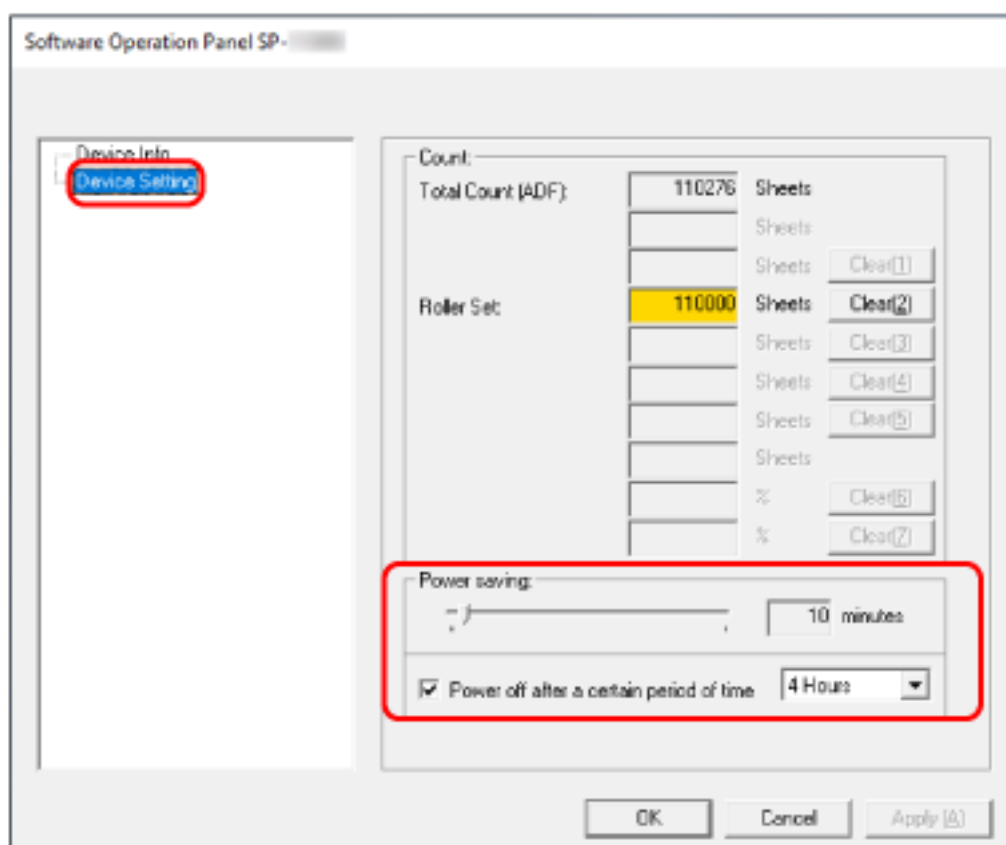 Software Operation Panel SP-
Device Info
Device Setting
Count:
Total Count (ADF): 110276 Sheets
Sheets
Sheets Clear(1)
Roller Set: 110000 Sheets Clear(2)
Sheets Clear(3)
Sheets Clear(4)
Sheets Clear(5)
Sheets
% Clear(6)
% Clear(7)
Power saving:
10 minutes
Power off after a certain period of time 4 Hours
OK Cancel Apply (A)